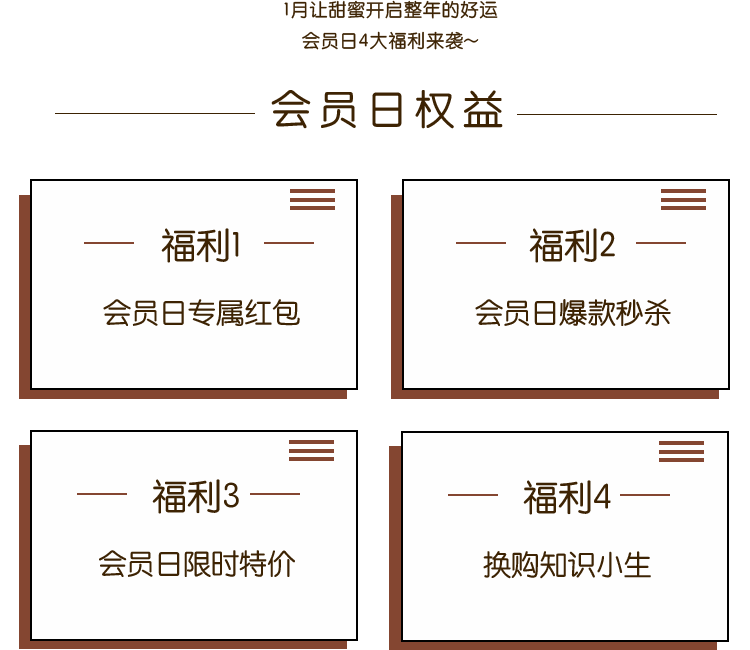 1月让甜蜜开启整年的好运
会员日4大福利来袭～
会员日权益
福利1
会员日专属红包
福利2
会员日爆款秒杀
福利3
会员日限时特价
福利4
换购知识小生